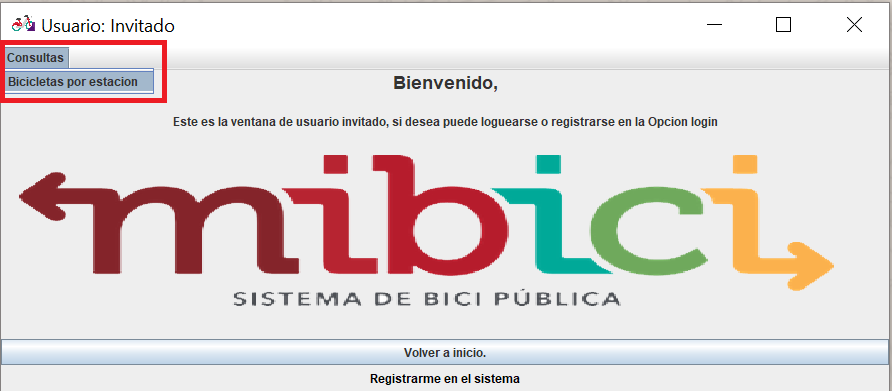 Usuario: Invitado
Consultas
Bicicletas por estacion
Bienvenido,
Este es la ventana de usuario invitado, si desea puede loguearse o registrarse en la Opcion login
mibici
SISTEMA DE BICI PÚBLICA
Volver a inicio.
Registrarme en el sistema